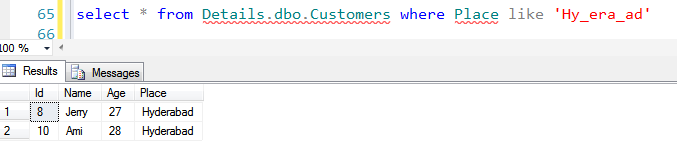 65 select * from Details.dbo.Customers where Place like 'Hy_era_ad'
66
100 %
Results Messages
Id Name Age Place
1 8 Jerry 27 Hyderabad
2 10 Ami 28 Hyderabad